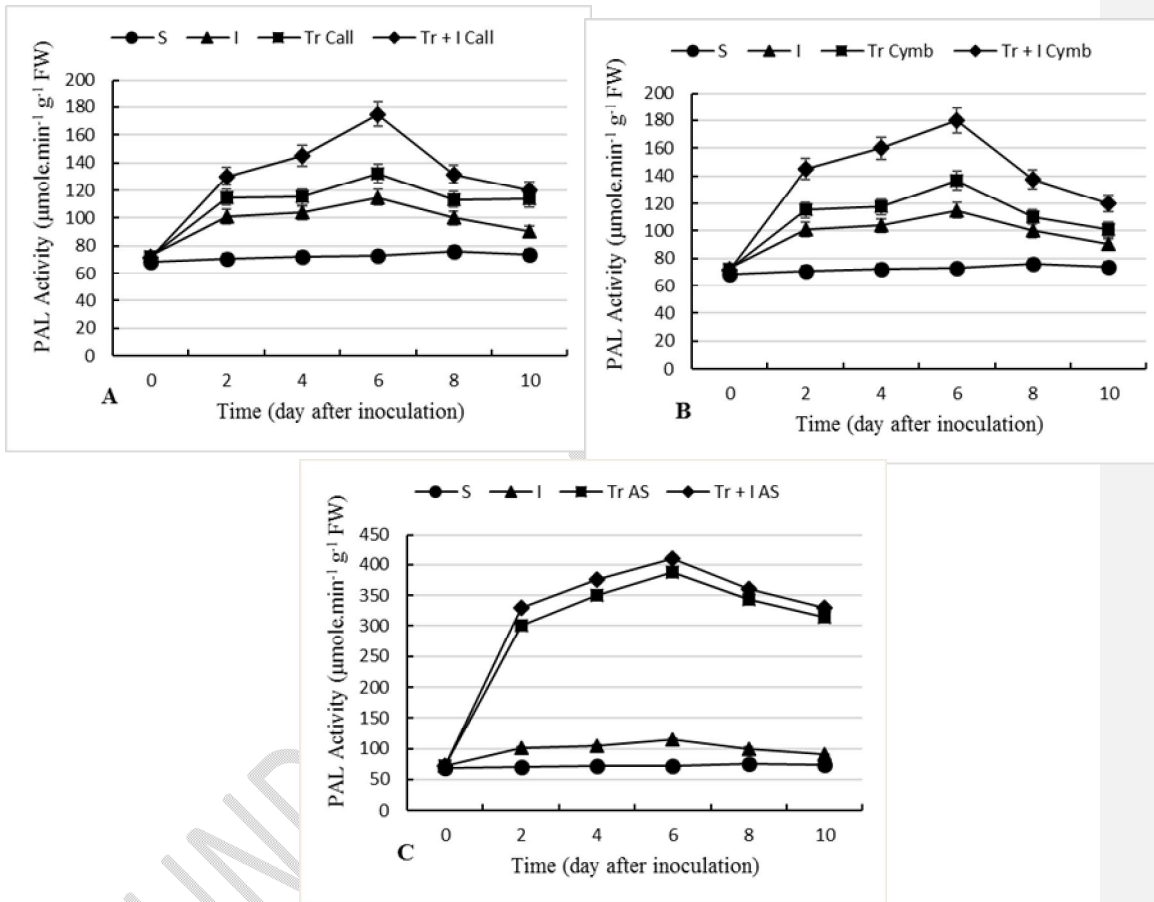 S I Tr Call Tr + I Call
PAL Activity (µmole.min⁻¹ g⁻¹ FW)
200
180
160
140
120
100
80
60
40
20
0
0 2 4 6 8 10
A
Time (day after inoculation)
S I Tr Cymb Tr + I Cymb
PAL Activity (µmole.min⁻¹ g⁻¹ FW)
200
180
160
140
120
100
80
60
40
20
0
0 2 4 6 8 10
B
Time (day after inoculation)
S I Tr AS Tr + I AS
PAL Activity (µmole.min⁻¹ g⁻¹ FW)
450
400
350
300
250
200
150
100
50
0
0 2 4 6 8 10
C
Time (day after inoculation)